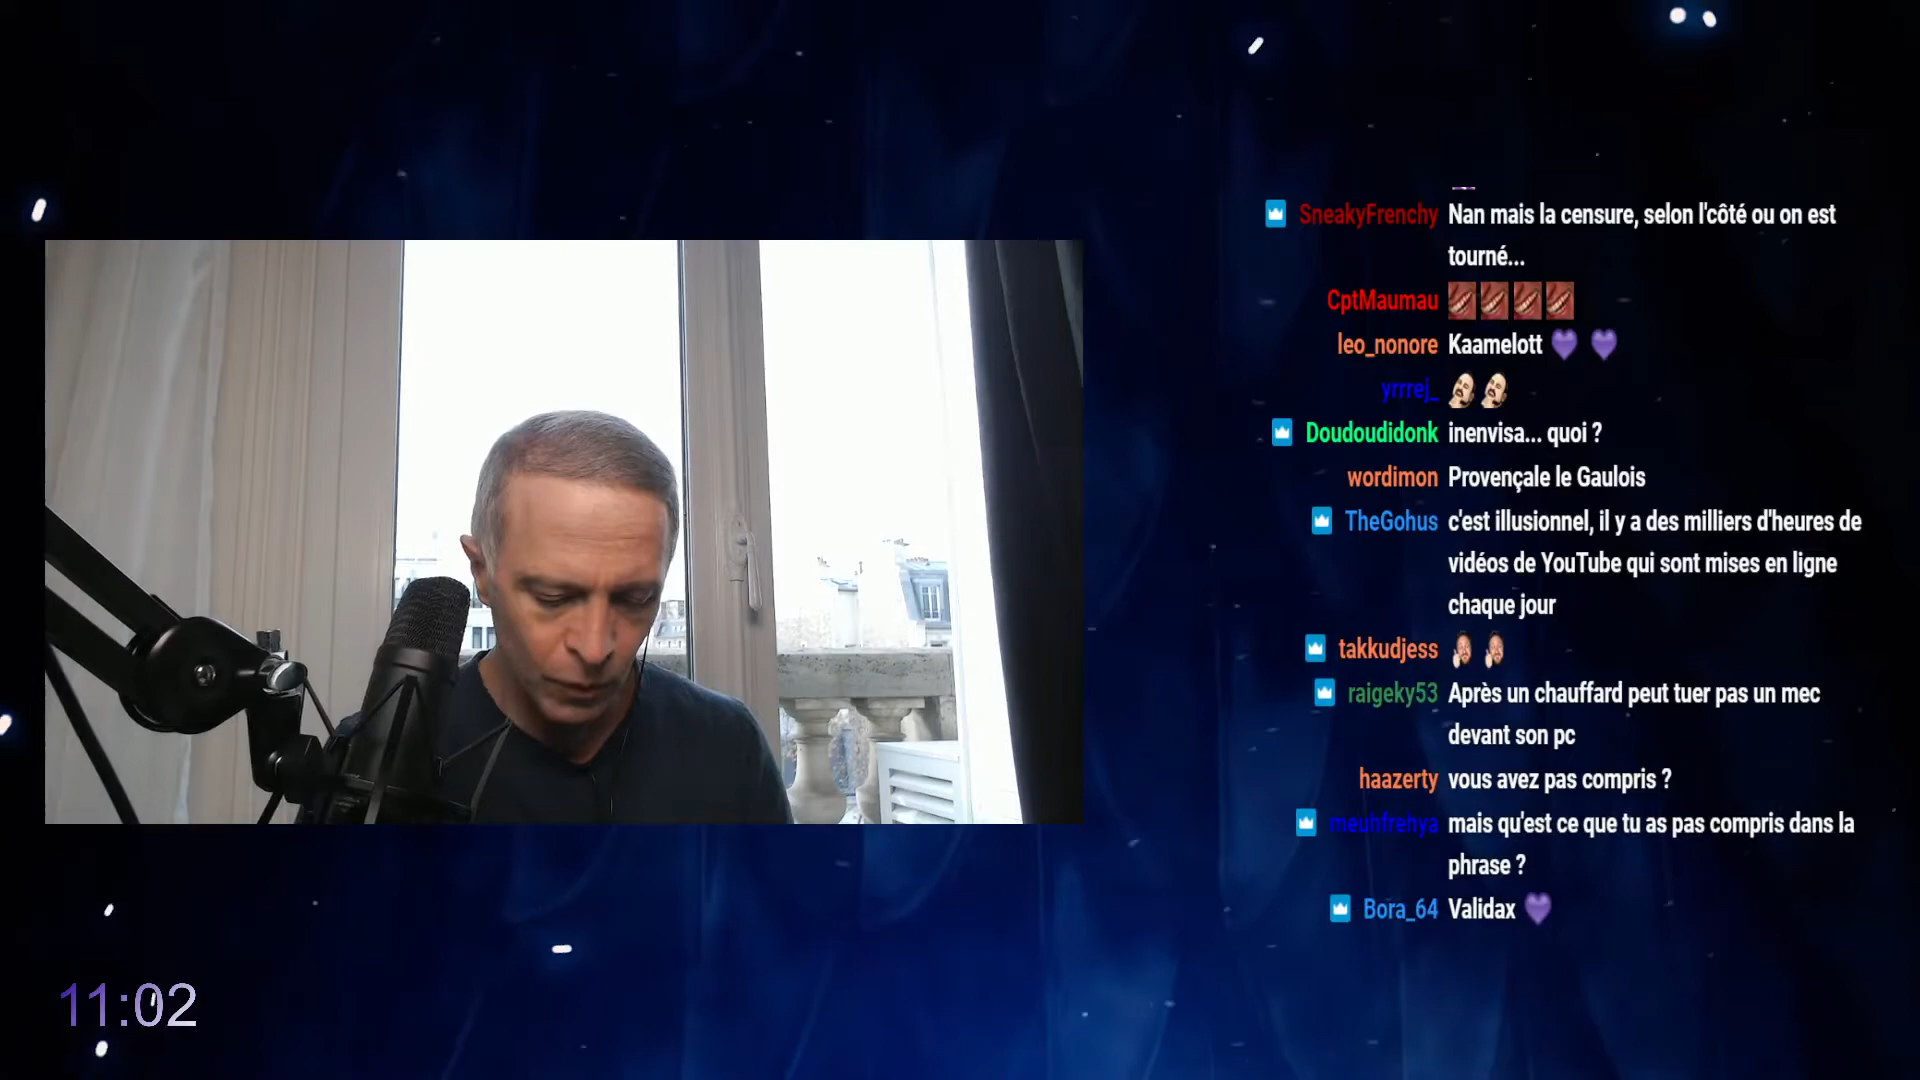 SneakyFrenchy Nan mais la censure, selon l'côté ou on est
tourné...
CptMaumau
leo_nonore Kaamelott
yrrrej_
Doudoudidonk inenvisa... quoi ?
wordimon Provençale le Gaulois
TheGohus c'est illusionnel, il y a des milliers d'heures de
vidéos de YouTube qui sont mises en ligne
chaque jour
takkudjess
raigeky53 Après un chauffard peut tuer pas un mec
devant son pc
haazerty vous avez pas compris ?
meuhfrehya mais qu'est ce que tu as pas compris dans la
phrase ?
Bora_64 Validax
11:02